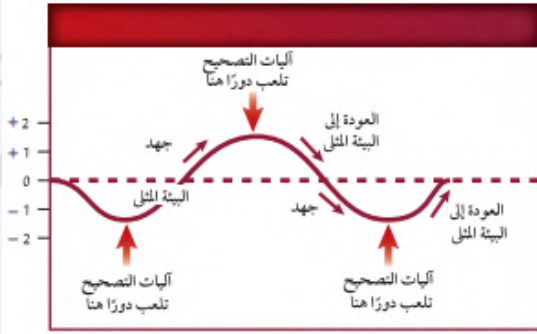 آليات التصحيح
تلعب دورًا هنا
العودة إلى
البيئة المثلى
جهد
+2
+1
0
−1
−2
البيئة المثلى
جهد
العودة إلى
البيئة المثلى
آليات التصحيح
تلعب دورًا هنا
آليات التصحيح
تلعب دورًا هنا